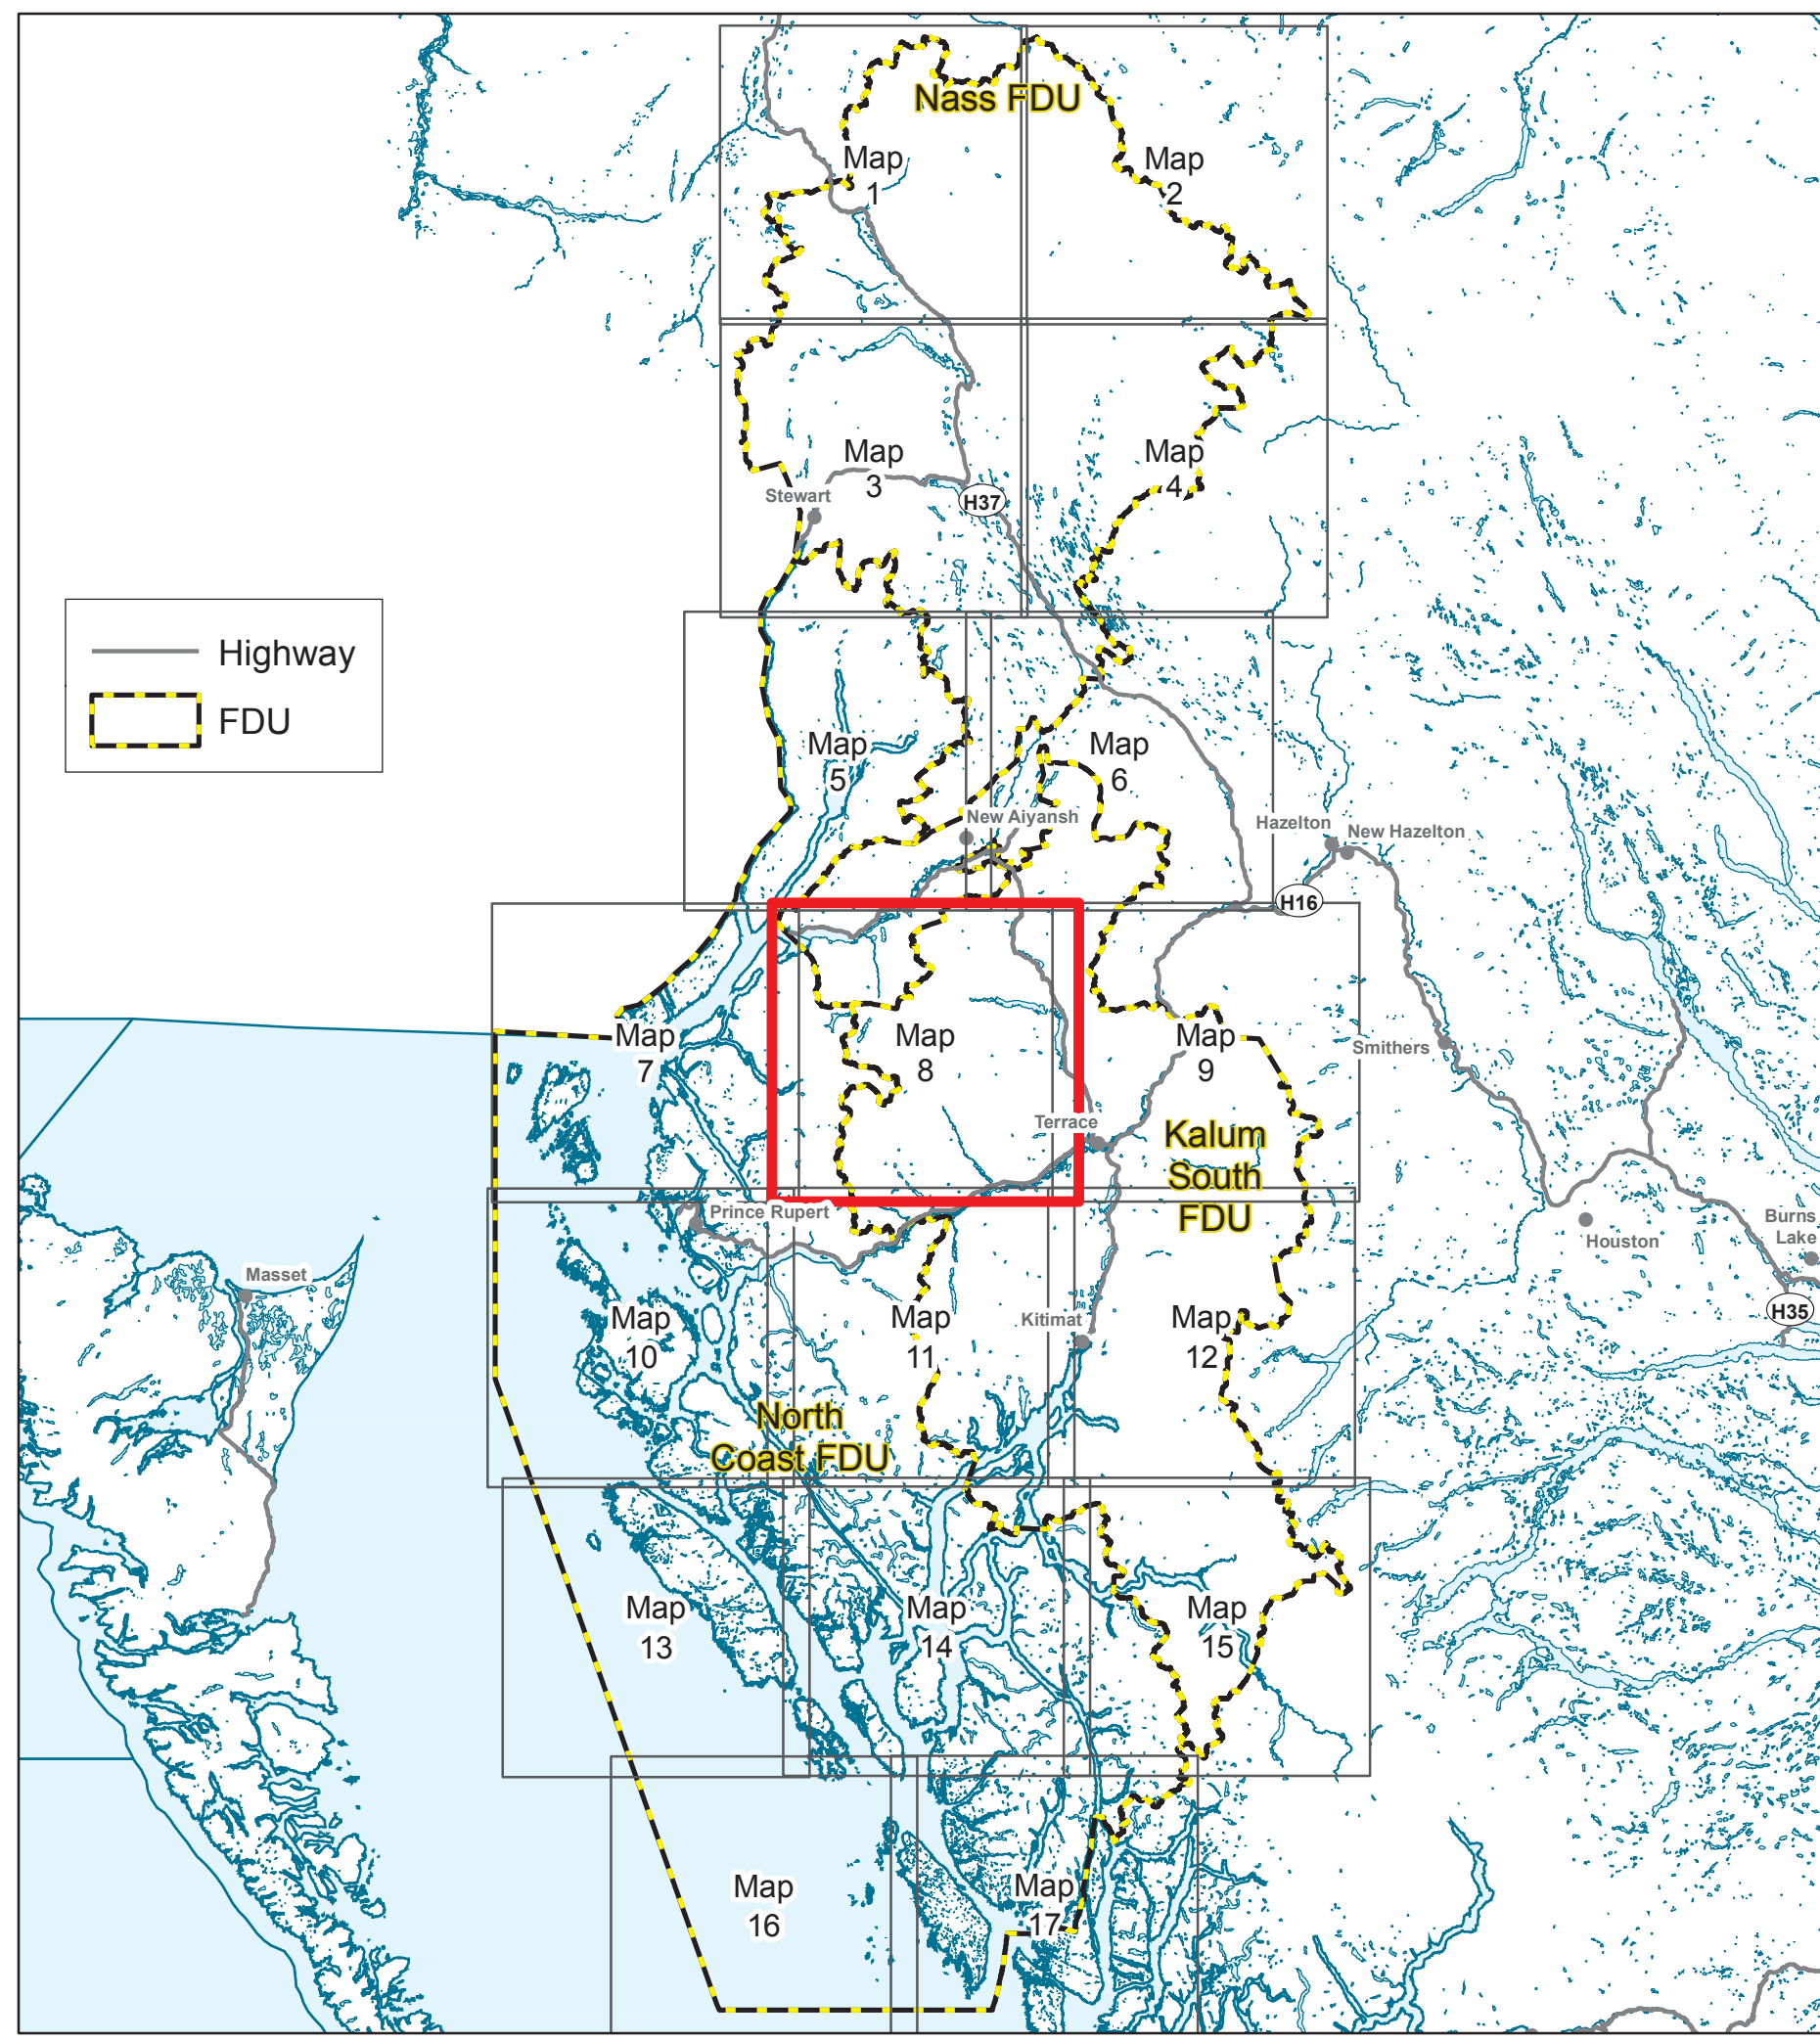 Nass FDU
Map
1
Map
2
Map
3
Map
4
Stewart
H37
Highway
FDU
Map
5
Map
6
New Aiyansh
Hazelton
New Hazelton
H16
Map
7
Map
8
Map
9
Smithers
Terrace
Kalum
South
FDU
Prince Rupert
Houston
Burns
Lake
Masset
H35
Map
10
Map
11
Kitimat
Map
12
North
Coast FDU
Map
13
Map
14
Map
15
Map
16
Map
17